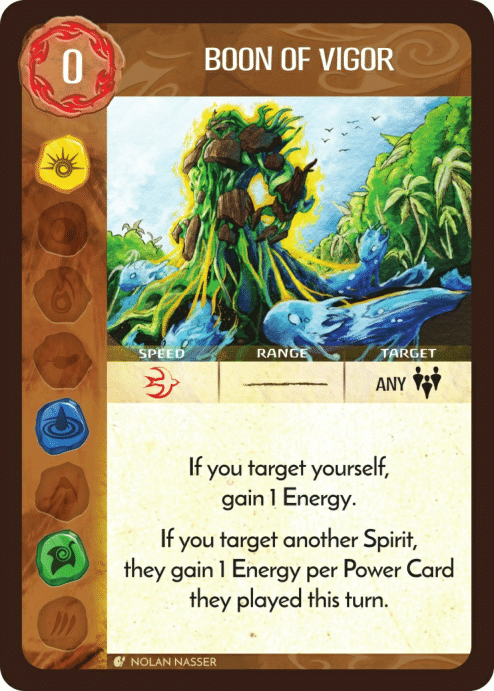 0
BOON OF VIGOR
SPEED RANGE TARGET
ANY
If you target yourself,
gain 1 Energy.
If you target another Spirit,
they gain 1 Energy per Power Card
they played this turn.
NOLAN NASSER